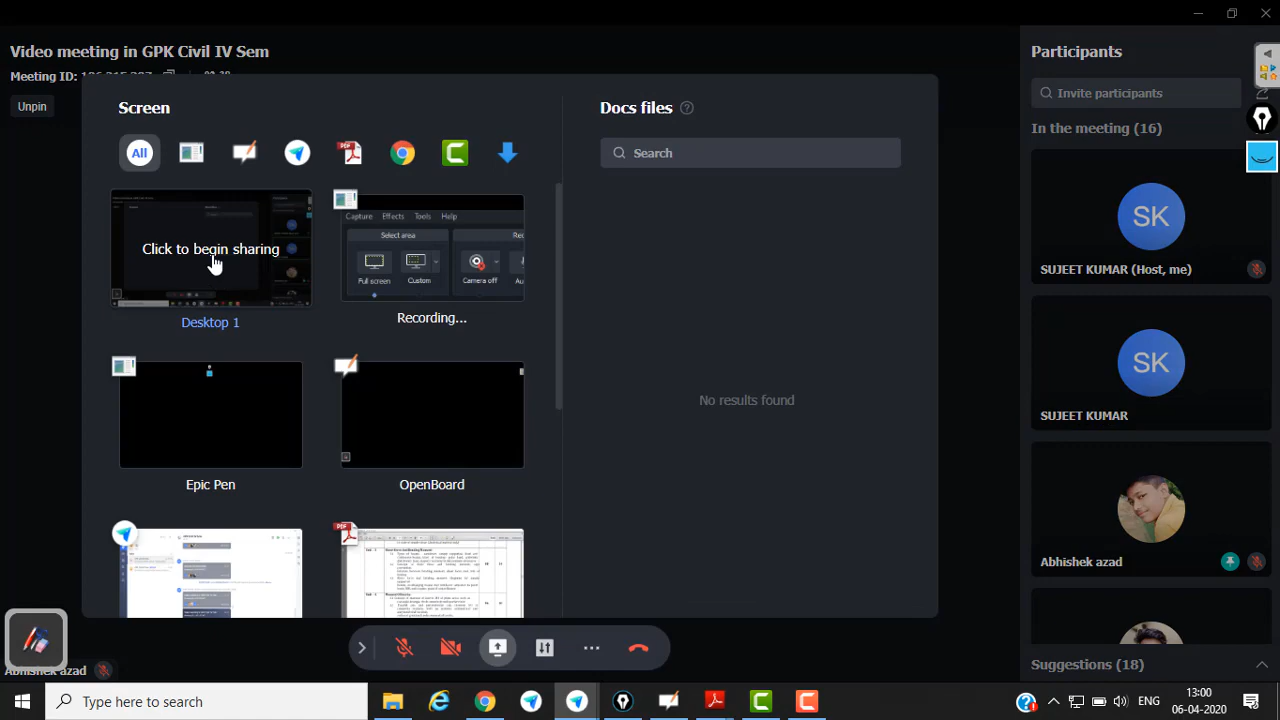 Video meeting in GPK Civil IV Sem
Meeting ID:
Unpin
Screen
All
Click to begin sharing
Desktop 1
Capture Effects Tools Help
Select area
Full screen
Custom
Camera off
Recording...
Epic Pen
OpenBoard
PDF
Docs files
Search
No results found
Participants
Invite participants
In the meeting (16)
SK
SUJEET KUMAR (Host, me)
SK
SUJEET KUMAR
Abhishek azad
Suggestions (18)
Abhishek azad
Type here to search
ENG
13:00
06-04-2020